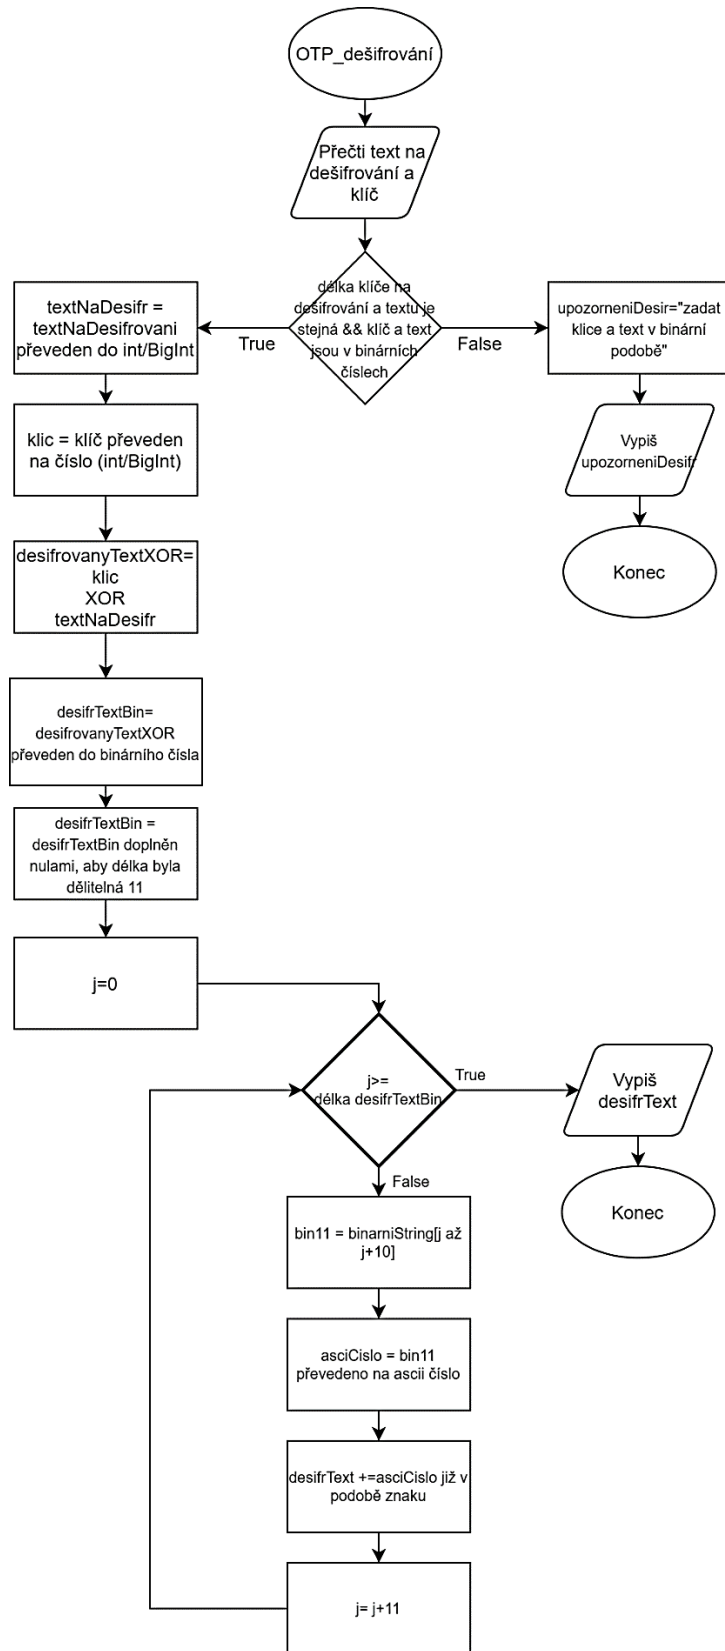 OTP_dešifrování
Přečti text na
dešifrování a
klíč
délka klíče na
dešifrování a textu je
stejná && klíč a text
jsou v binárních
číslech
True
False
textNaDesifr =
textNaDesifrovani
převeden do int/BigInt
upozorneniDesir="zadat
klice a text v binární
podobě"
klic = klíč převeden
na číslo (int/BigInt)
Vypiš
upozorneniDesifr
Konec
desifrovanyTextXOR=
klic
XOR
textNaDesifr
desifrTextBin=
desifrovanyTextXOR
převeden do binárního čísla
desifrTextBin =
desifrTextBin doplněn
nulami, aby délka byla
dělitelná 11
j=0
j>=
délka desifrTextBin
True
False
Vypiš
desifrText
Konec
bin11 = binarniString[j až
j+10]
asciCislo = bin11
převedeno na ascii číslo
desifrText +=asciCislo již v
podobě znaku
j= j+11